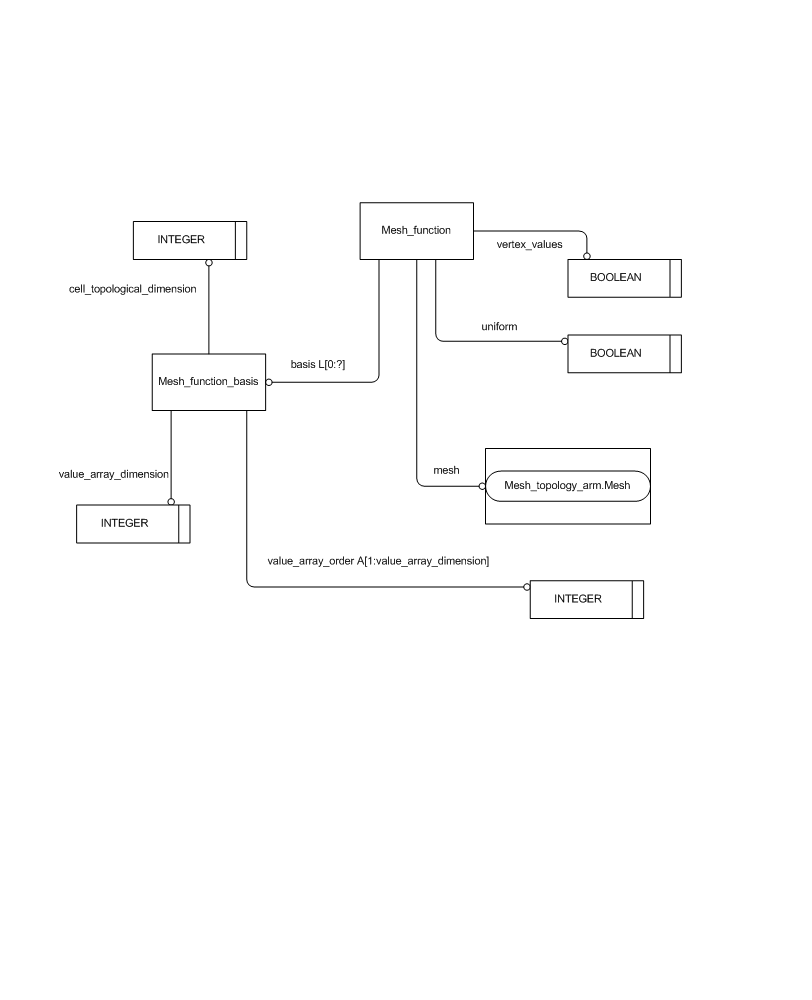 INTEGER
Mesh_function
vertex_values
BOOLEAN
cell_topological_dimension
uniform
BOOLEAN
basis L[0:?]
Mesh_function_basis
mesh
value_array_dimension
Mesh_topology_arm.Mesh
INTEGER
value_array_order A[1:value_array_dimension]
INTEGER